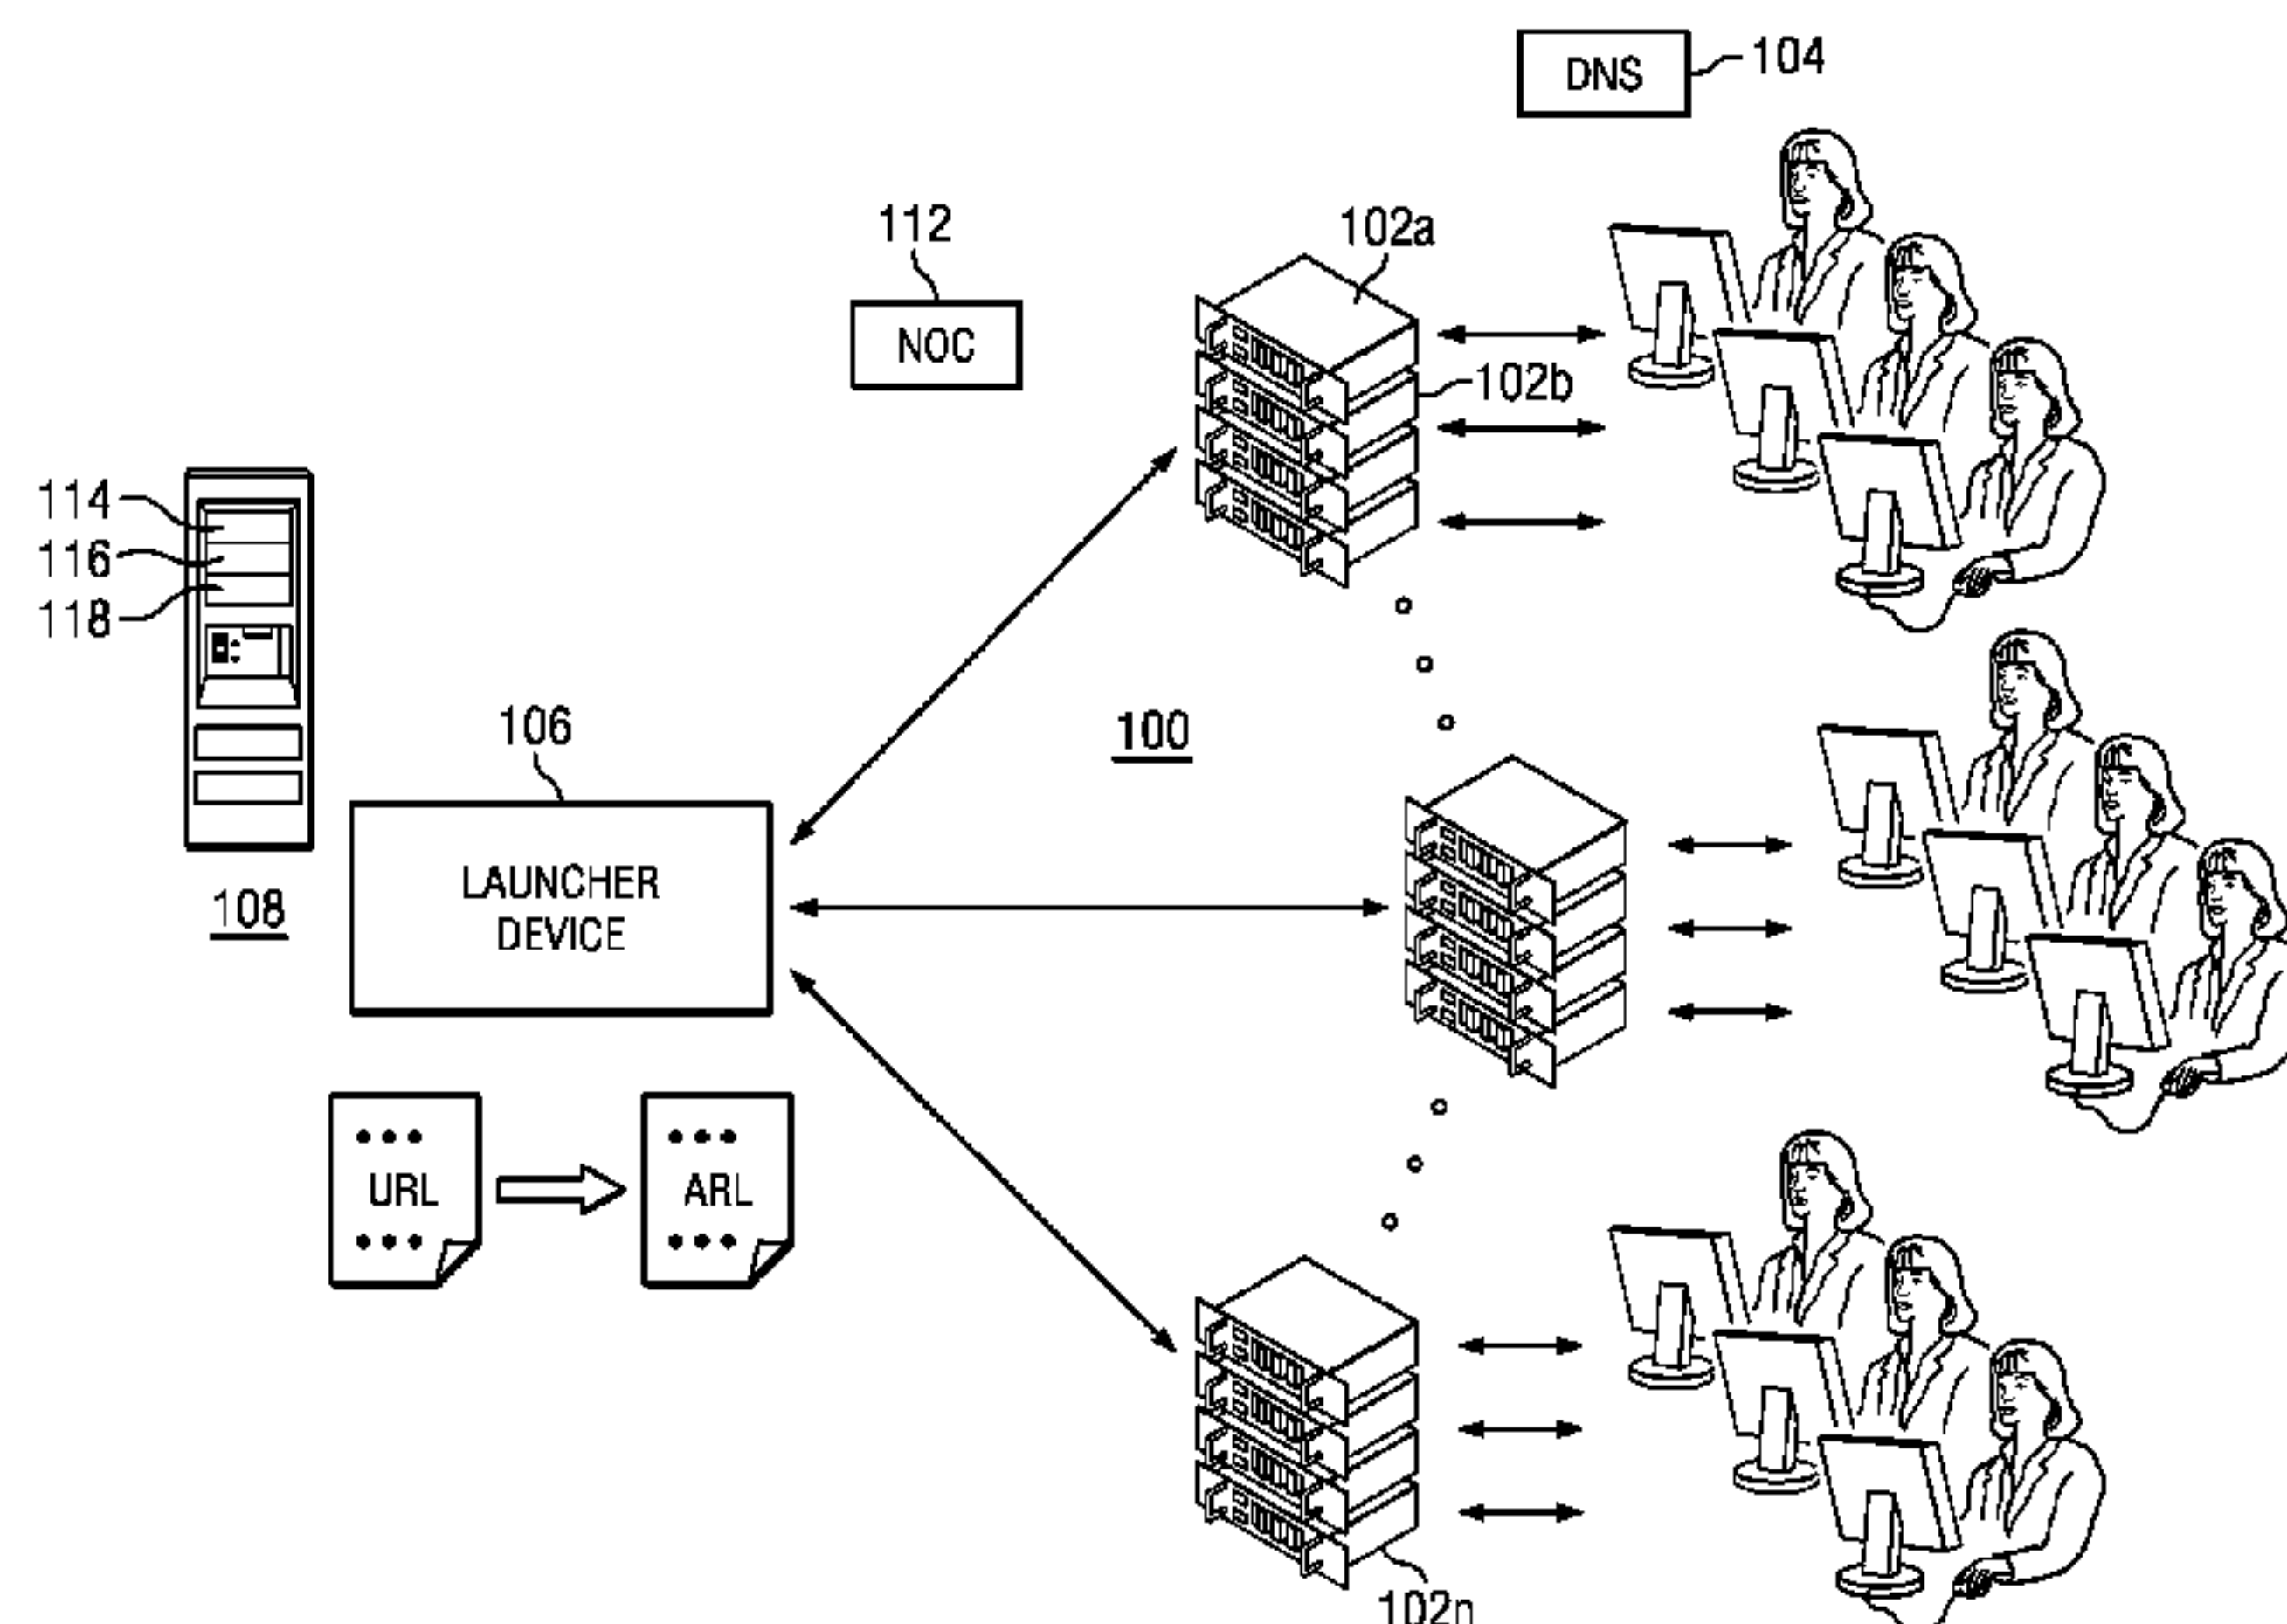 DNS
104
112
NOC
102a
102b
114
116
118
106
100
LAUNCHER
DEVICE
108
URL
ARL
102n